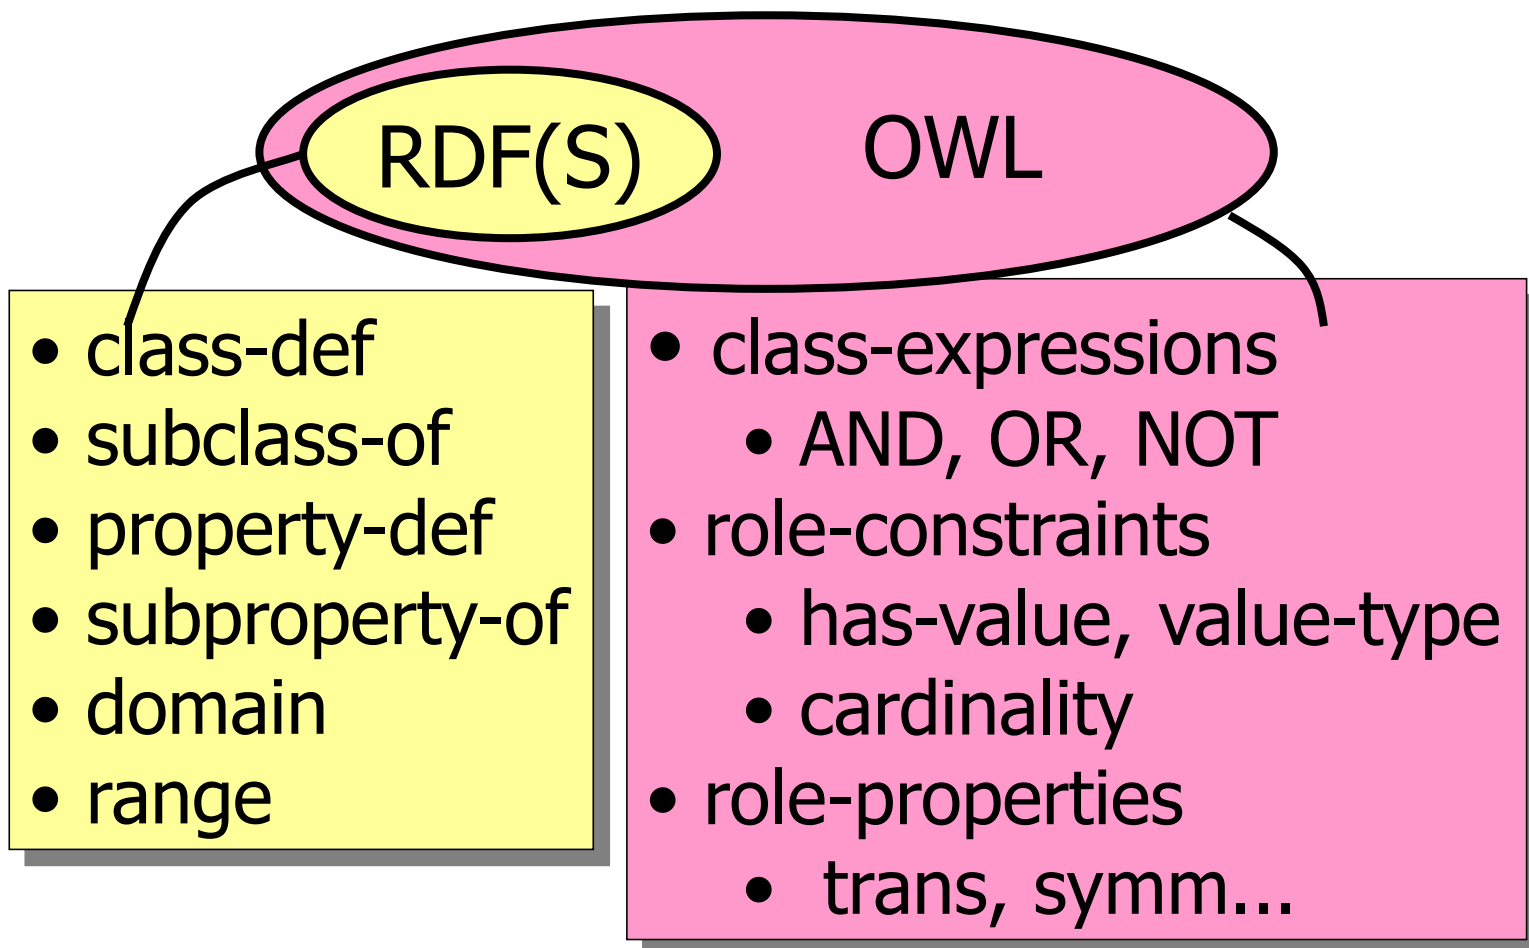 RDF(S)
OWL
• class-def
• subclass-of
• property-def
• subproperty-of
• domain
• range
• class-expressions
• AND, OR, NOT
• role-constraints
• has-value, value-type
• cardinality
• role-properties
• trans, symm...